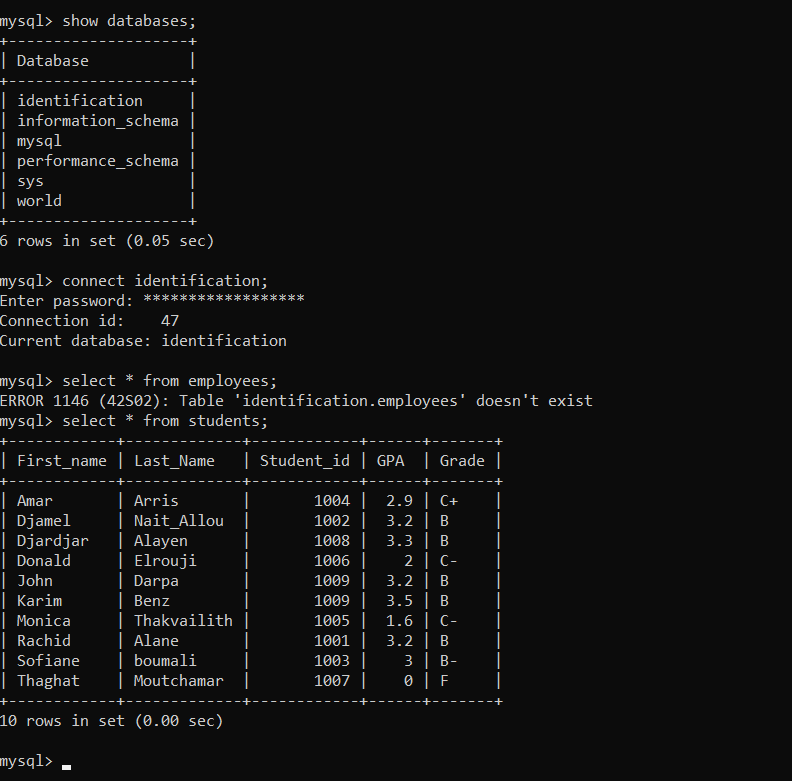 mysql> show databases;
+--------------------+
| Database           |
+--------------------+
| identification     |
| information_schema |
| mysql              |
| performance_schema |
| sys                |
| world              |
+--------------------+
6 rows in set (0.05 sec)

mysql> connect identification;
Enter password: ******************
Connection id:    47
Current database: identification

mysql> select * from employees;
ERROR 1146 (42S02): Table 'identification.employees' doesn't exist
mysql> select * from students;
+------------+-------------+------------+------+-------+
| First_name | Last_Name   | Student_id | GPA  | Grade |
+------------+-------------+------------+------+-------+
| Amar       | Arris       |       1004 |  2.9 | C+    |
| Djamel     | Nait_Allou  |       1002 |  3.2 | B     |
| Djardjar   | Alayen      |       1008 |  3.3 | B     |
| Donald     | Elrouji     |       1006 |    2 | C-    |
| John       | Darpa       |       1009 |  3.2 | B     |
| Karim      | Benz        |       1009 |  3.5 | B     |
| Monica     | Thakvailith |       1005 |  1.6 | C-    |
| Rachid     | Alane       |       1001 |  3.2 | B     |
| Sofiane    | boumali     |       1003 |    3 | B-    |
| Thaghat    | Moutchamar  |       1007 |    0 | F     |
+------------+-------------+------------+------+-------+
10 rows in set (0.00 sec)

mysql>